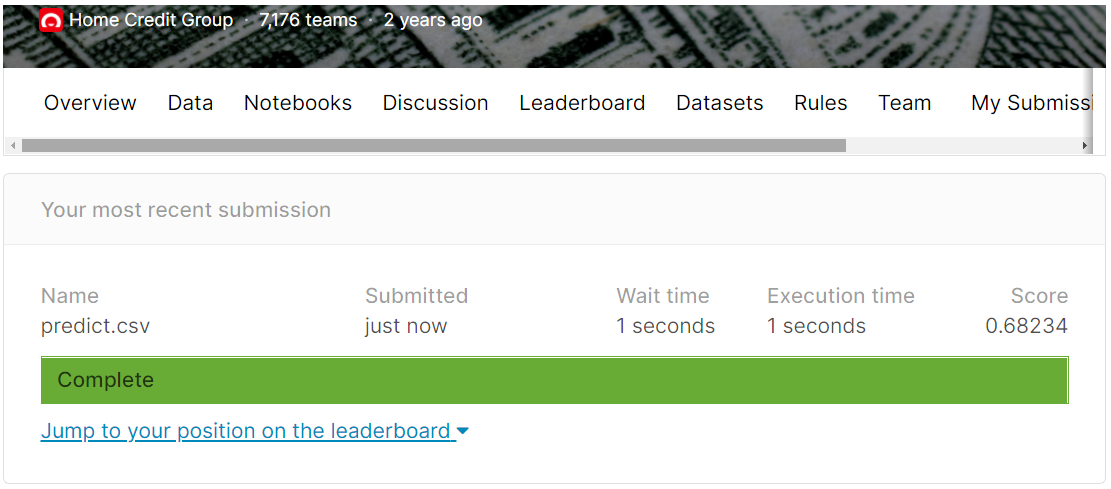 Home Credit Group · 7,176 teams · 2 years ago
Overview Data Notebooks Discussion Leaderboard Datasets Rules Team My Submissi
Your most recent submission
Name Submitted Wait time Execution time Score
predict.csv just now 1 seconds 1 seconds 0.68234
Complete
Jump to your position on the leaderboard